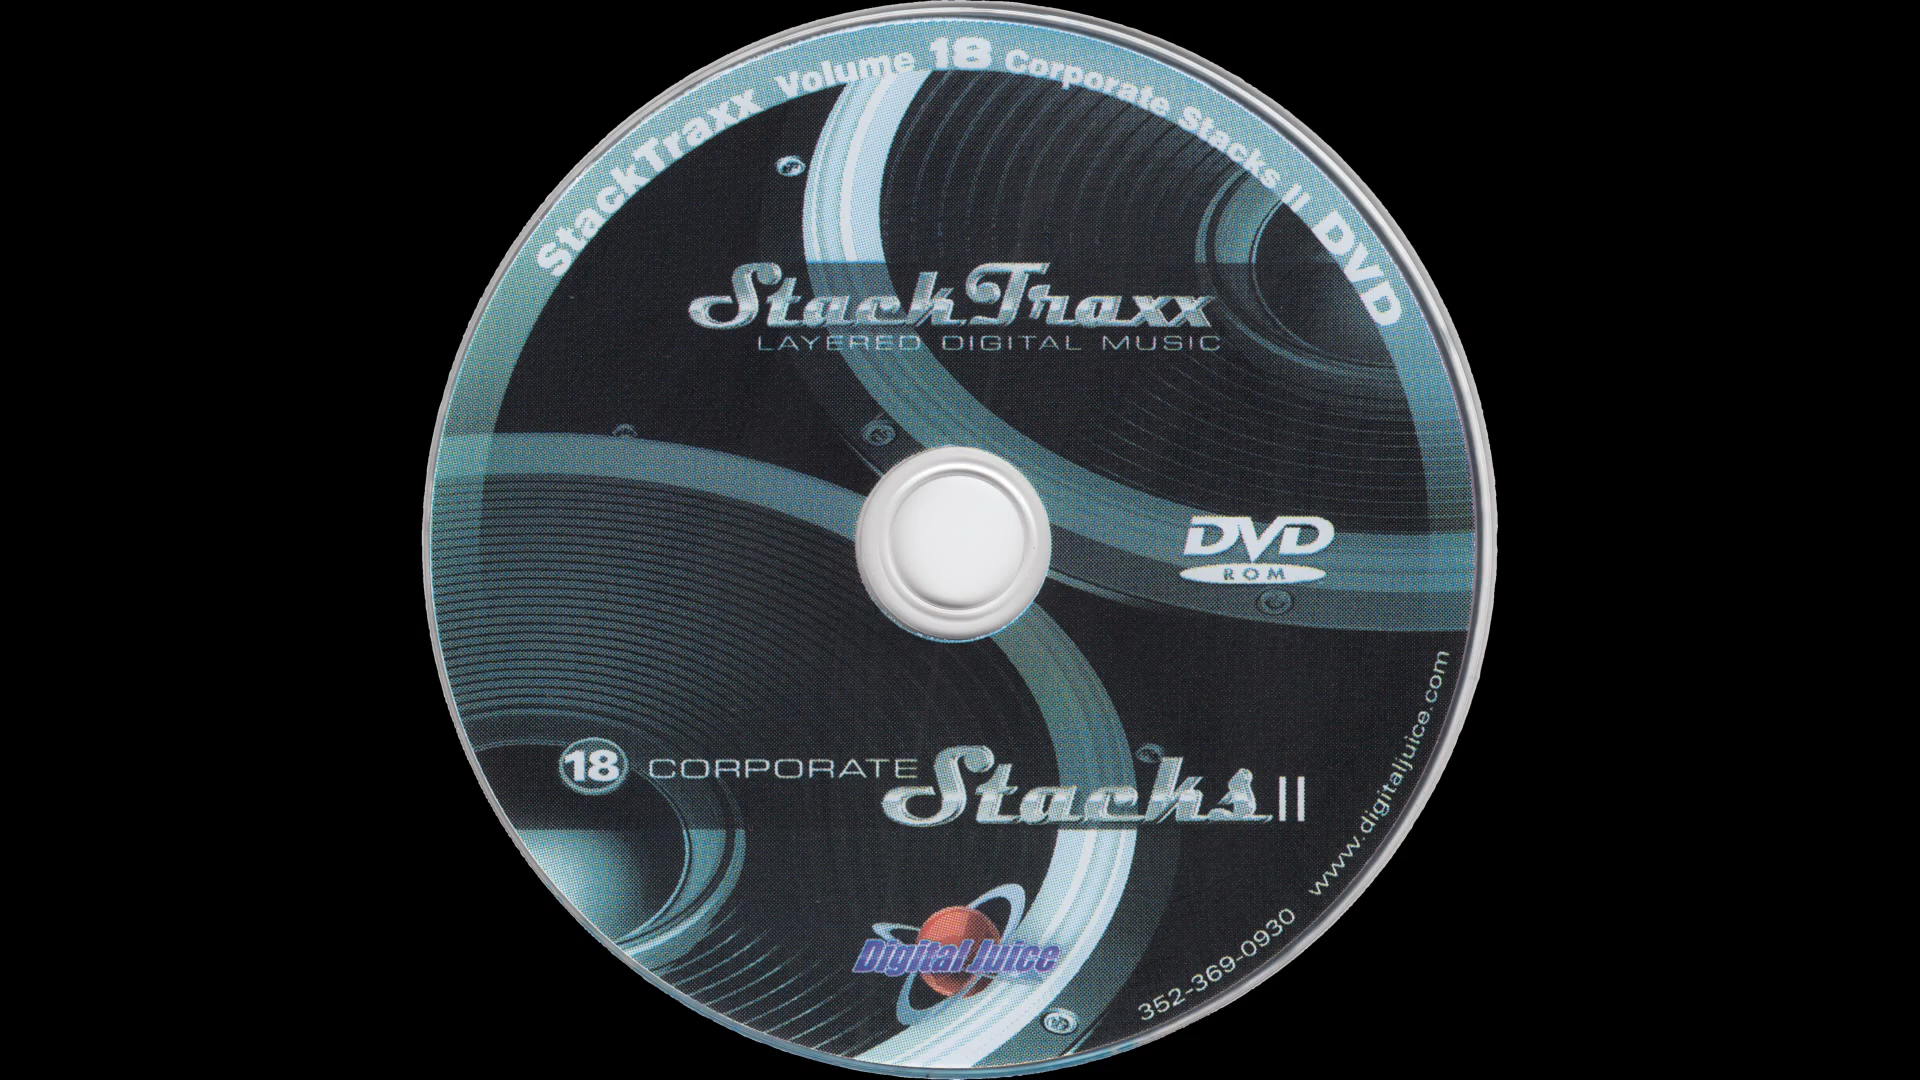 StackTraxx Volume 18 Corporate Stacks II DVD
StackTraxx
LAYERED DIGITAL MUSIC
DVD
ROM
18 CORPORATE Stacks II
Digital Juice
www.digitaljuice.com
352-369-0930